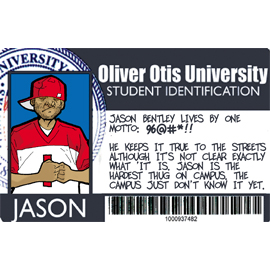 UNIVERSITY
Oliver Otis University
STUDENT IDENTIFICATION
JASON BENTLEY LIVES BY ONE
MOTTO: %@#*!!
HE KEEPS IT TRUE TO THE STREETS
ALTHOUGH IT'S NOT CLEAR EXACTLY
WHAT 'IT' IS. JASON IS THE
HARDEST THUG ON CAMPUS, THE
CAMPUS JUST DON'T KNOW IT YET.
JASON
1000937482